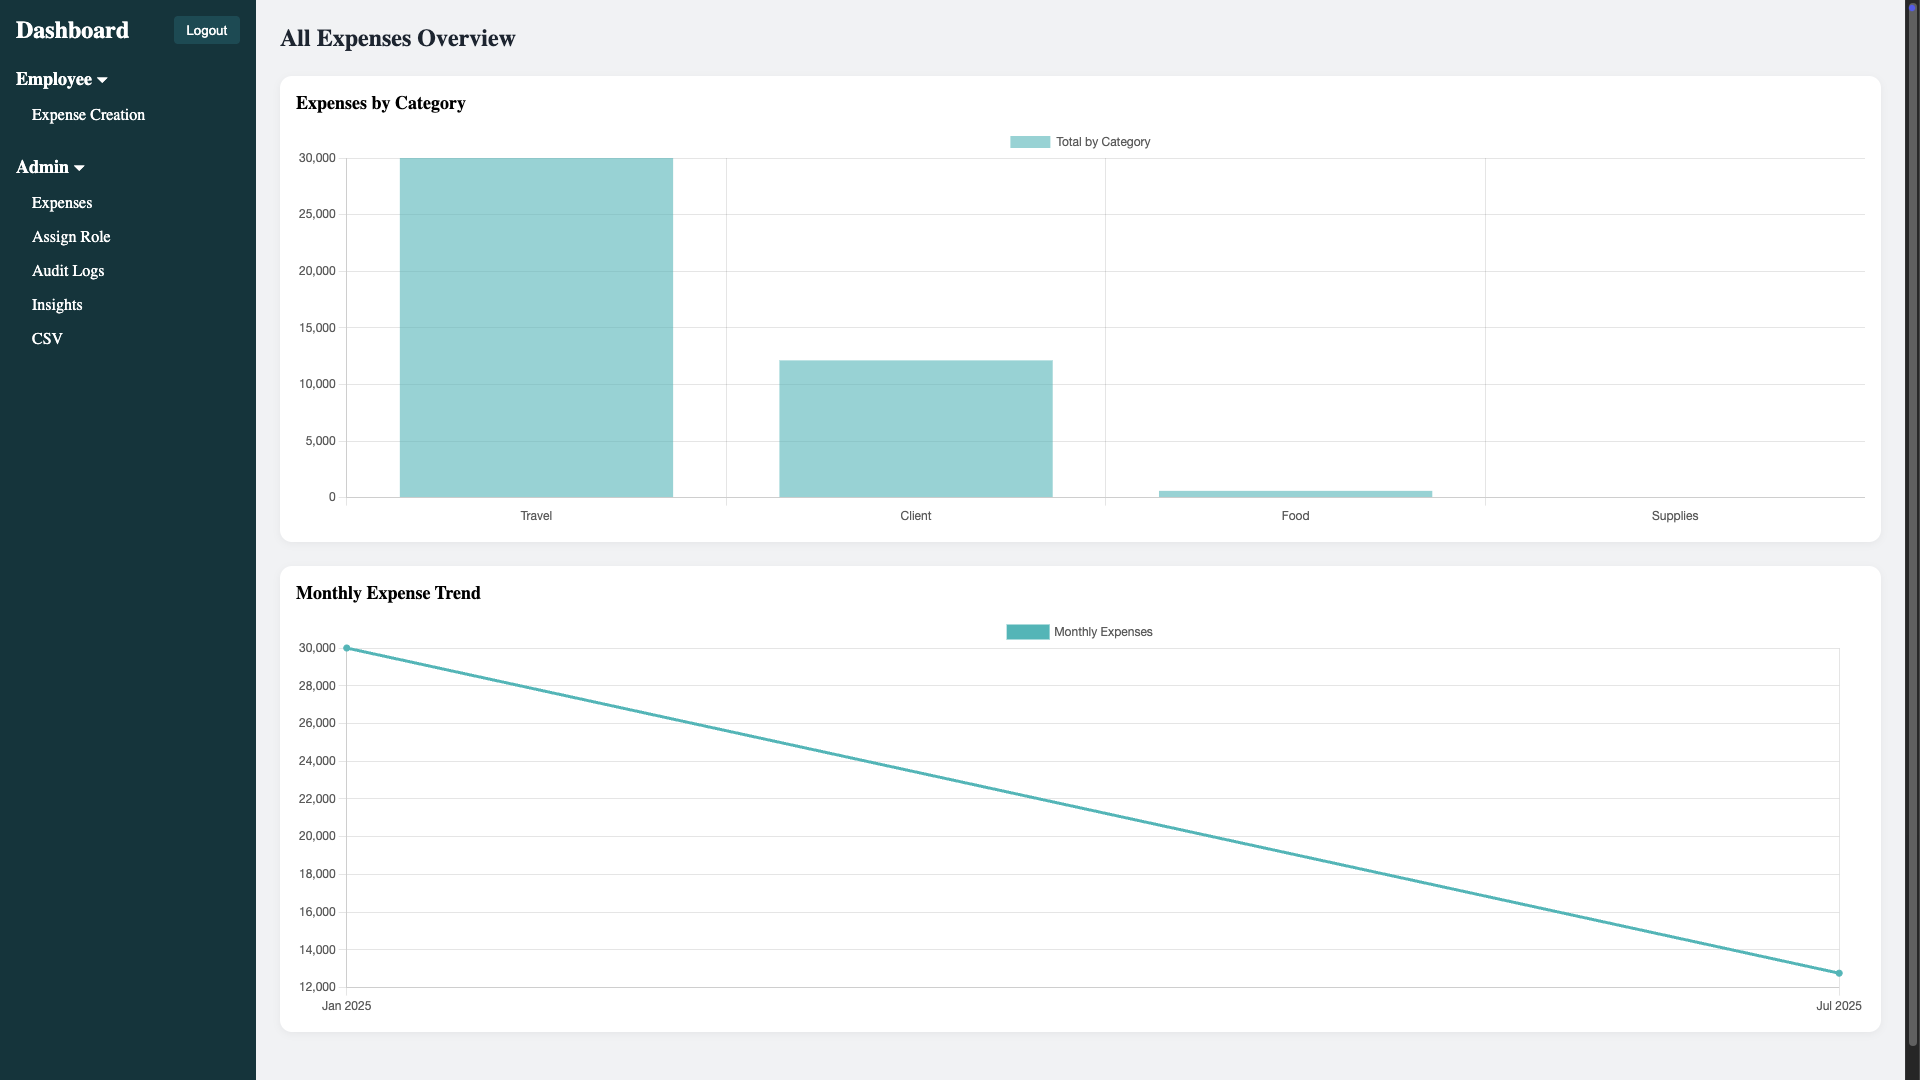 Dashboard
Logout
Employee
Expense Creation
Admin
Expenses
Assign Role
Audit Logs
Insights
CSV
All Expenses Overview
Expenses by Category
Total by Category
30,000
25,000
20,000
15,000
10,000
5,000
0
Travel
Client
Food
Supplies
Monthly Expense Trend
Monthly Expenses
30,000
28,000
26,000
24,000
22,000
20,000
18,000
16,000
14,000
12,000
Jan 2025
Jul 2025